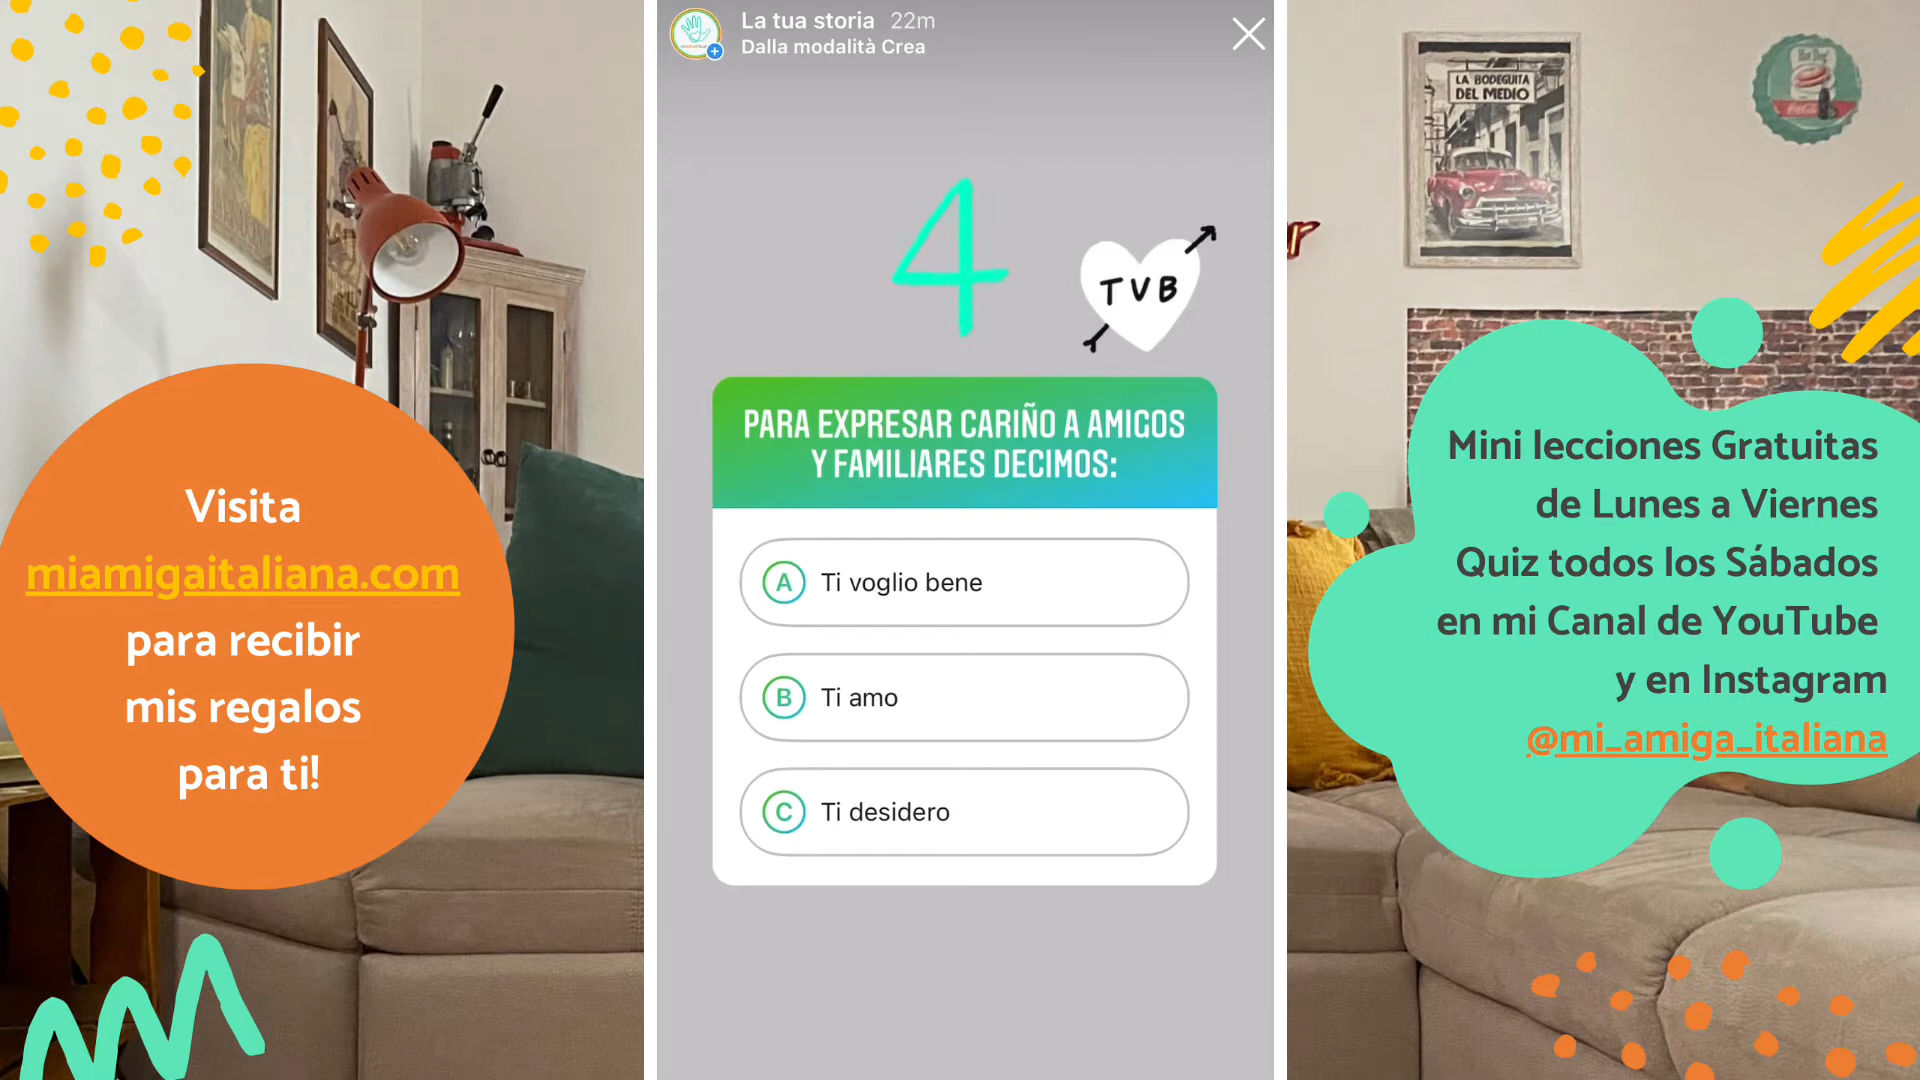 Visita
miamigaitaliana.com
para recibir
mis regalos
para ti!
La tua storia 22m
Dalla modalità Crea
4
TVB
PARA EXPRESAR CARIÑO A AMIGOS
Y FAMILIARES DECIMOS:
A Ti voglio bene
B Ti amo
C Ti desidero
LA BODEGUITA
DEL MEDIO
Mini lecciones Gratuitas
de Lunes a Viernes
Quiz todos los Sábados
en mi Canal de YouTube
y en Instagram
@mi_amiga_italiana